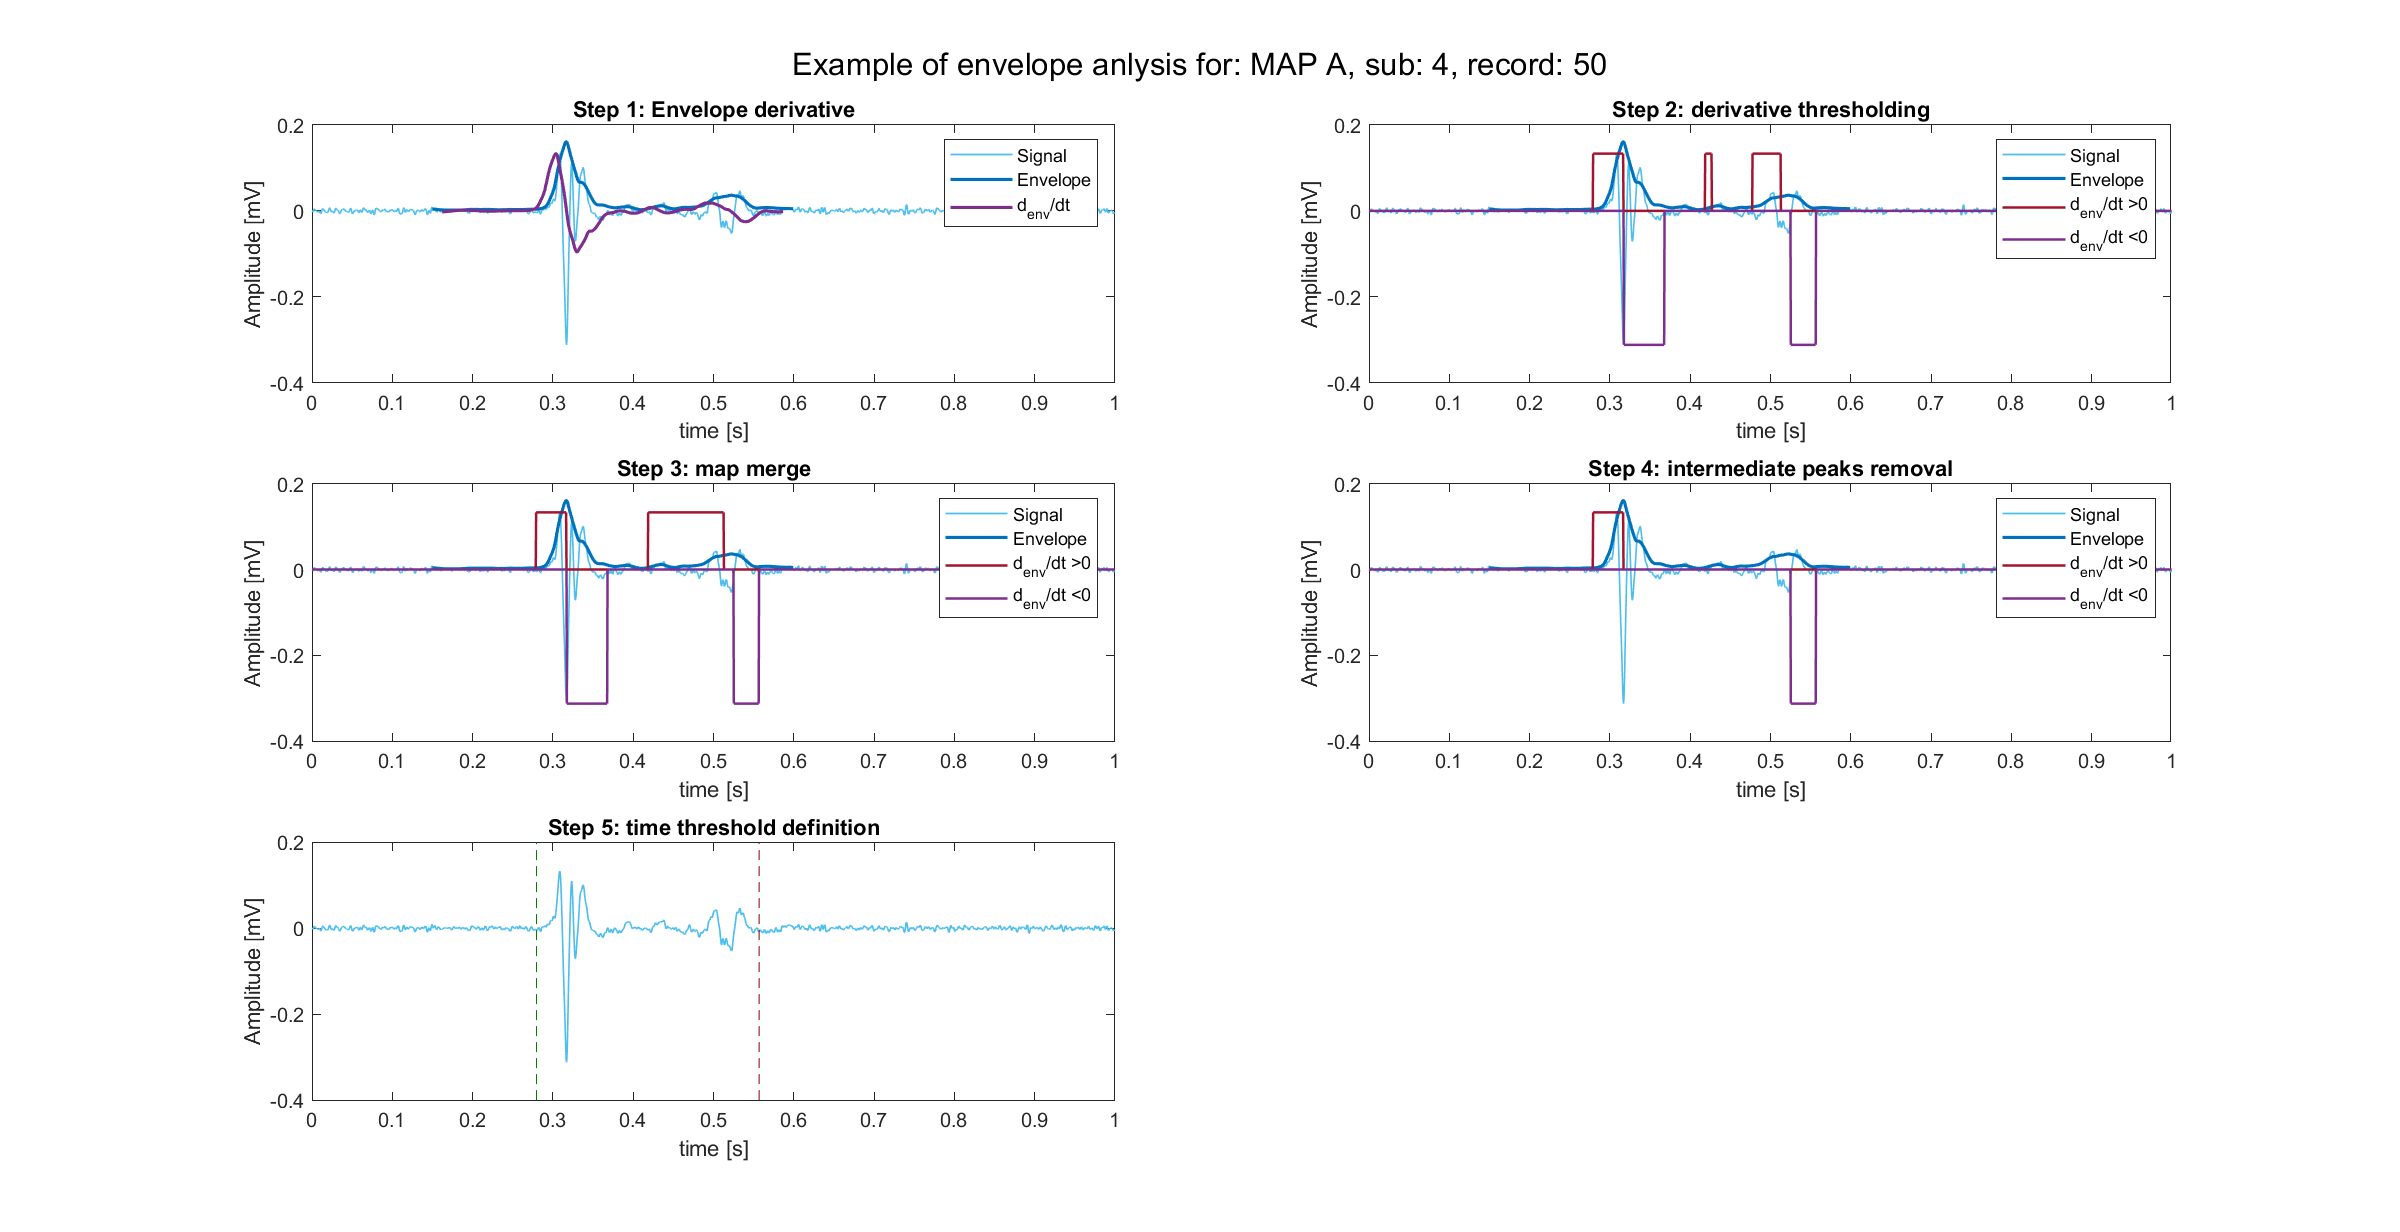 Example of envelope anlysis for: MAP A, sub: 4, record: 50
Step 1: Envelope derivative
Amplitude [mV]
0.2
0
-0.2
-0.4
Signal
Envelope
d_env/dt
0 0.1 0.2 0.3 0.4 0.5 0.6 0.7 0.8 0.9 1
time [s]
Step 2: derivative thresholding
Amplitude [mV]
0.2
0
-0.2
-0.4
Signal
Envelope
d_env/dt >0
d_env/dt <0
0 0.1 0.2 0.3 0.4 0.5 0.6 0.7 0.8 0.9 1
time [s]
Step 3: map merge
Amplitude [mV]
0.2
0
-0.2
-0.4
Signal
Envelope
d_env/dt >0
d_env/dt <0
0 0.1 0.2 0.3 0.4 0.5 0.6 0.7 0.8 0.9 1
time [s]
Step 4: intermediate peaks removal
Amplitude [mV]
0.2
0
-0.2
-0.4
Signal
Envelope
d_env/dt >0
d_env/dt <0
0 0.1 0.2 0.3 0.4 0.5 0.6 0.7 0.8 0.9 1
time [s]
Step 5: time threshold definition
Amplitude [mV]
0.2
0
-0.2
-0.4
0 0.1 0.2 0.3 0.4 0.5 0.6 0.7 0.8 0.9 1
time [s]